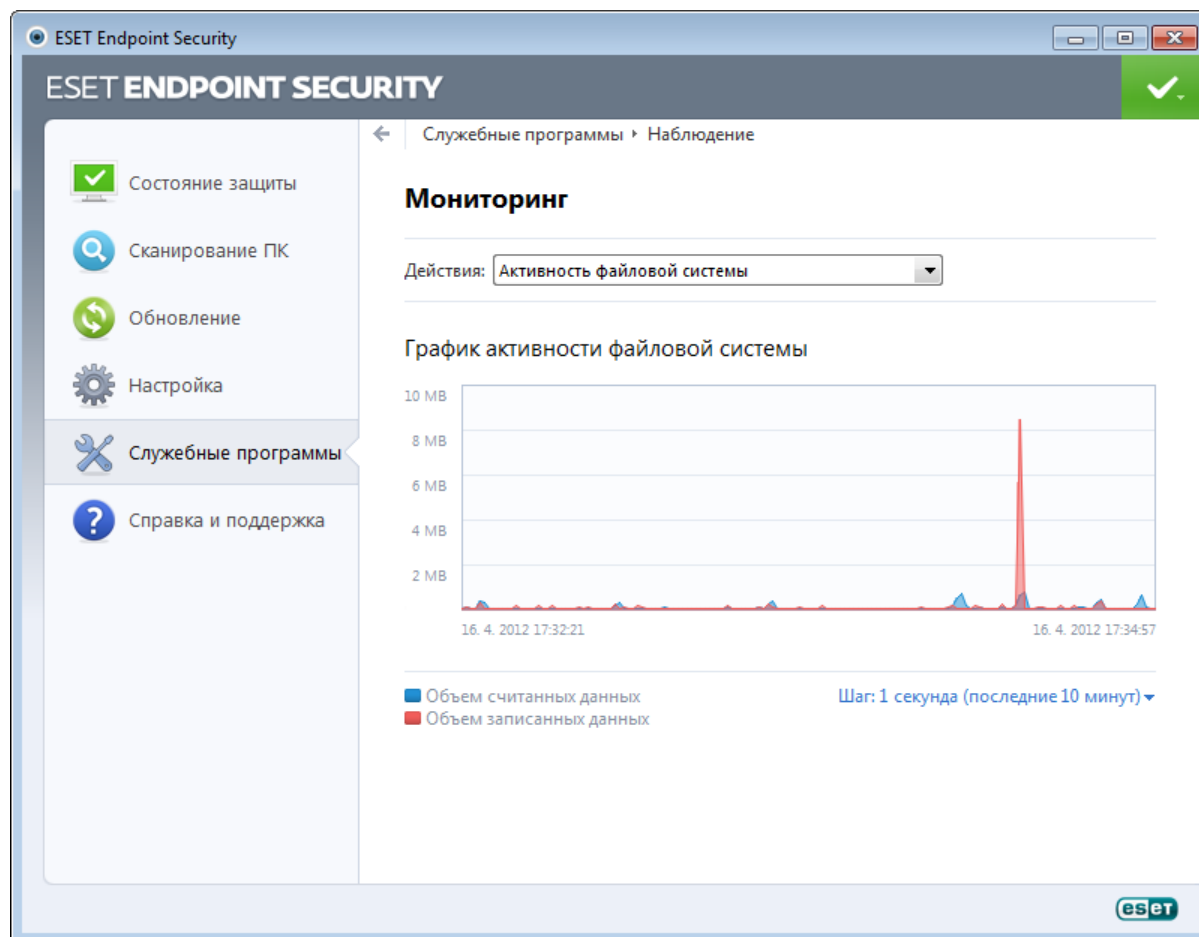 ESET Endpoint Security
ESET ENDPOINT SECURITY
Служебные программы Наблюдение
Состояние защиты
Сканирование ПК
Обновление
Настройка
Служебные программы
Справка и поддержка
Мониторинг
Действия: Активность файловой системы
График активности файловой системы
10 MB
8 MB
6 MB
4 MB
2 MB
16. 4. 2012 17:32:21 16. 4. 2012 17:34:57
Объем считанных данных Шаг: 1 секунда (последние 10 минут)
Объем записанных данных
eset